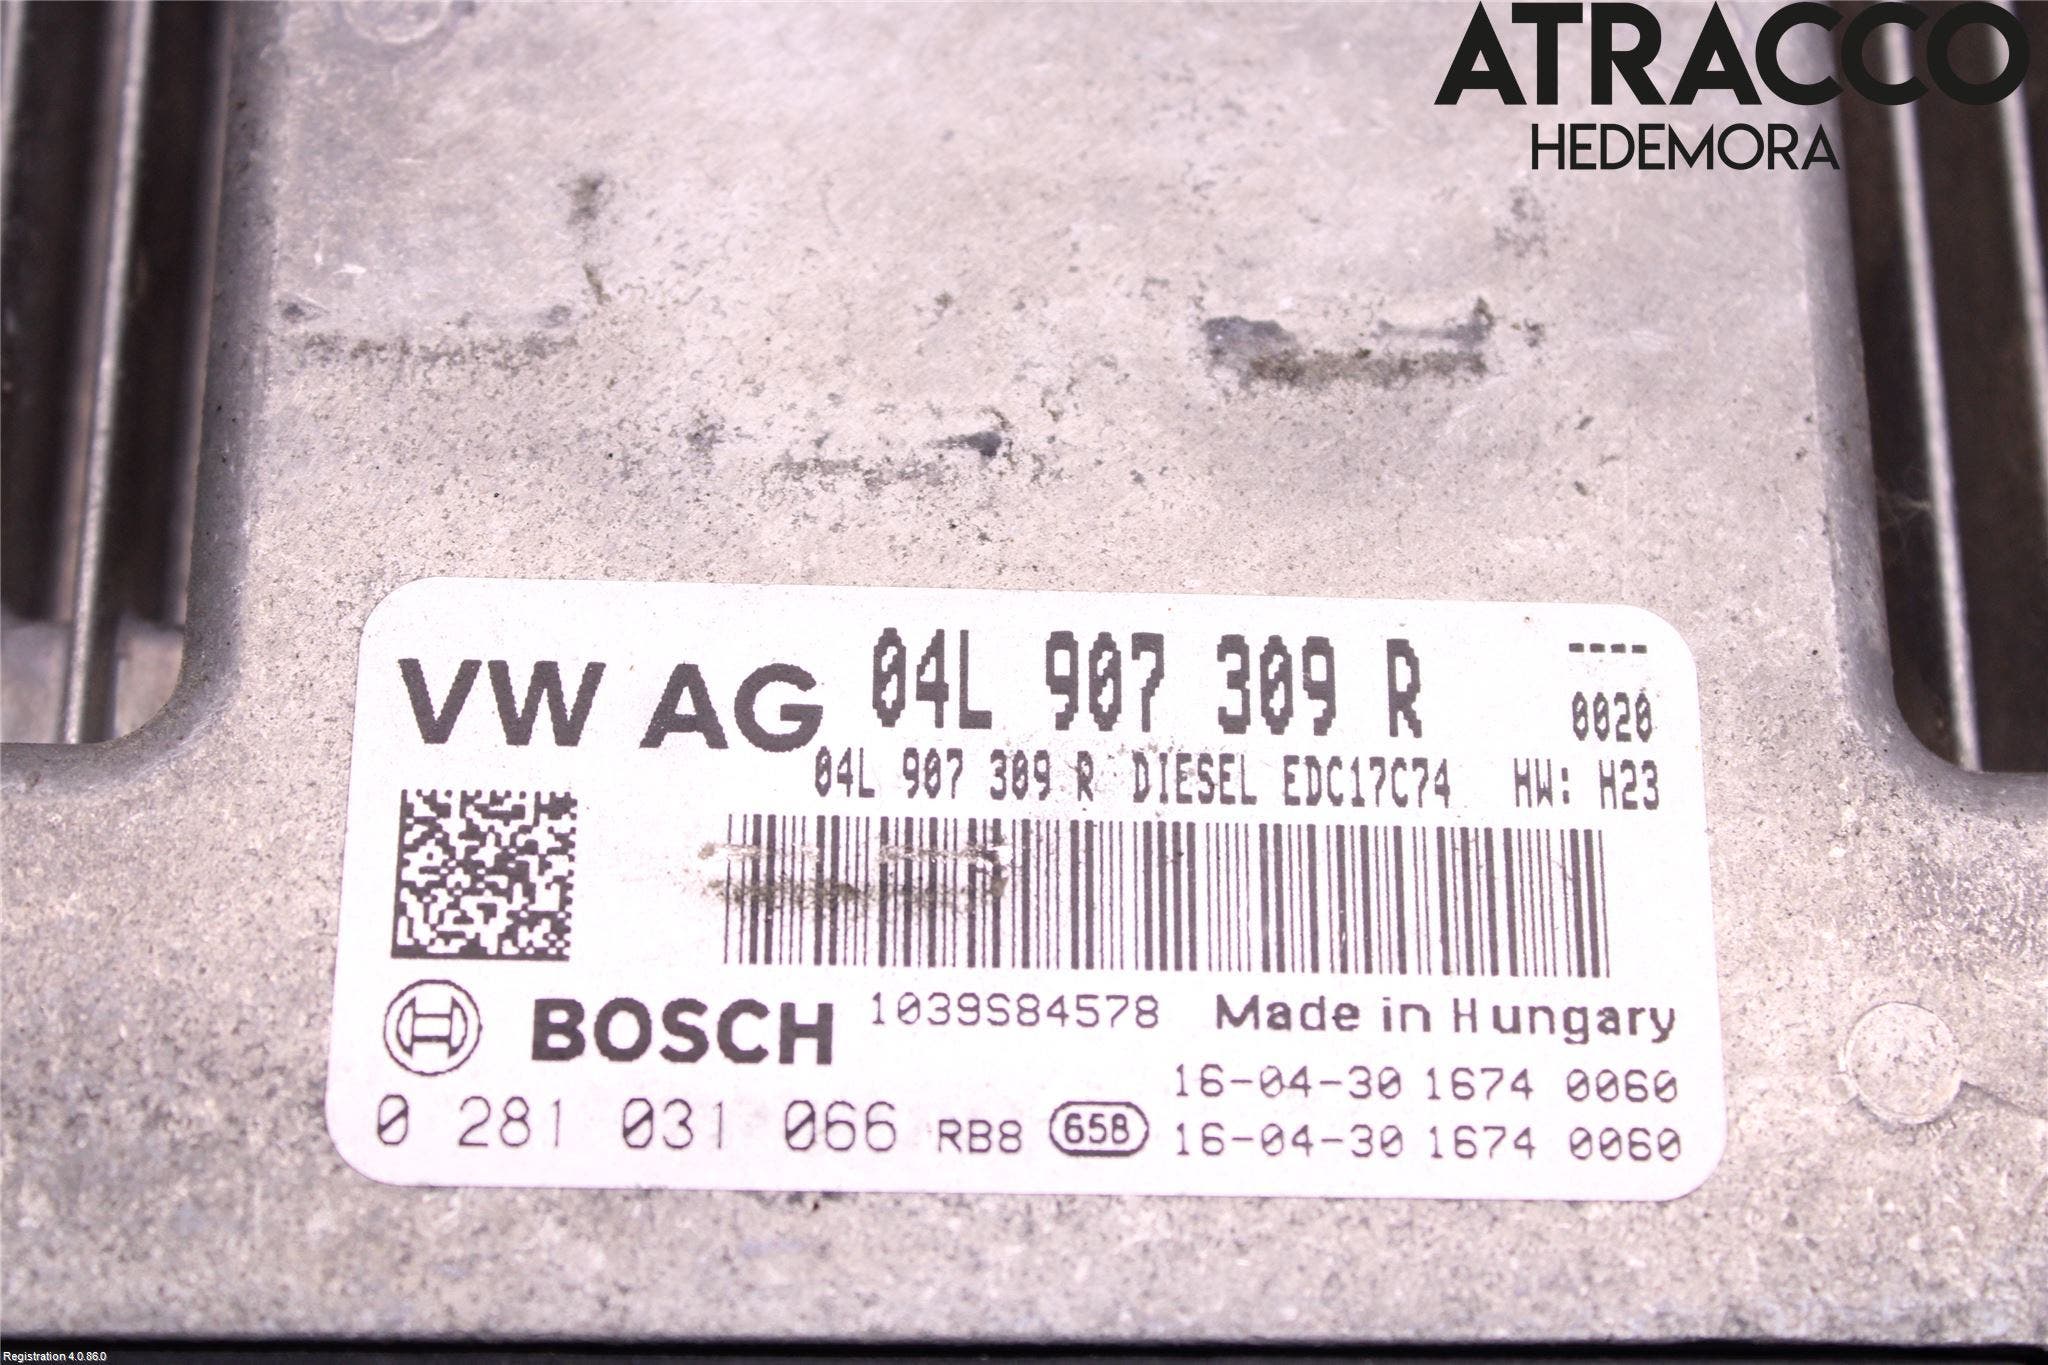 ATRACCO
HEDEMORA
VW AG 04L 907 309 R ----
0020
04L 907 309 R DIESEL EDC17C74 HW: H23
BOSCH 1039S84578 Made in Hungary
16-04-30 1674 0060
0 281 031 066 RB8 658 16-04-30 1674 0060
Registration 4.0.86.0